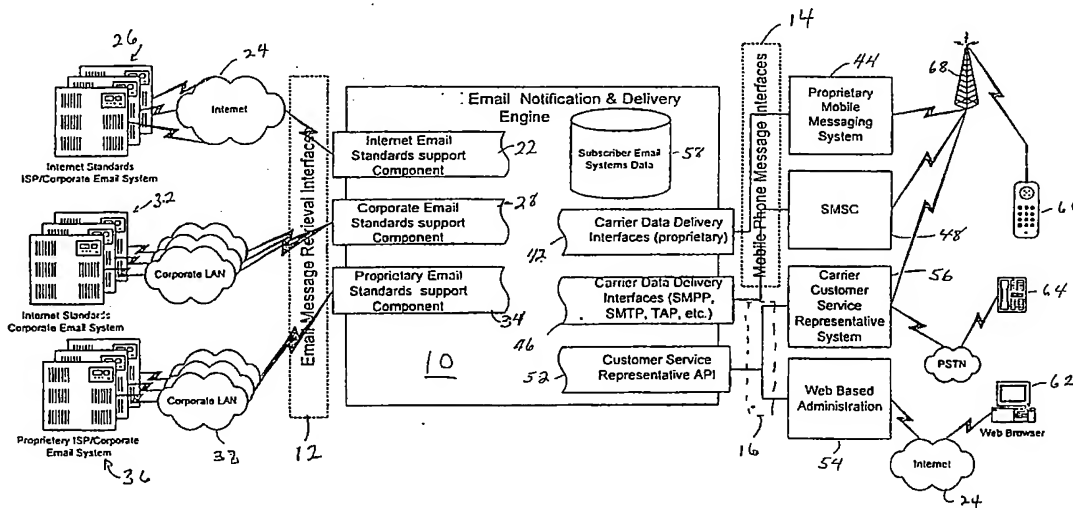 26
24
Internet
Internet Standards
ISP/Corporate Email System
32
Corporate LAN
Internet Standards
Corporate Email System
Corporate LAN
Proprietary ISP/Corporate
Email System
36
38
Email Message Retrieval Interfaces
12
Email Notification & Delivery
Engine
Internet Email
Standards support
Component
22
Corporate Email
Standards support
Component
28
Proprietary Email
Standards support
Component
34
10
Subscriber Email
Systems Data
58
Carrier Data Delivery
Interfaces (proprietary)
42
Carrier Data Delivery
Interfaces (SMPP,
SMTP, TAP, etc.)
46
Customer Service
Representative API
52
14
Mobile Phone Message Interfaces
16
44
Proprietary
Mobile
Messaging
System
SMSC
48
Carrier
Customer
Service
Representative
System
56
Web Based
Administration
54
68
64
PSTN
62
Web Browser
Internet
24